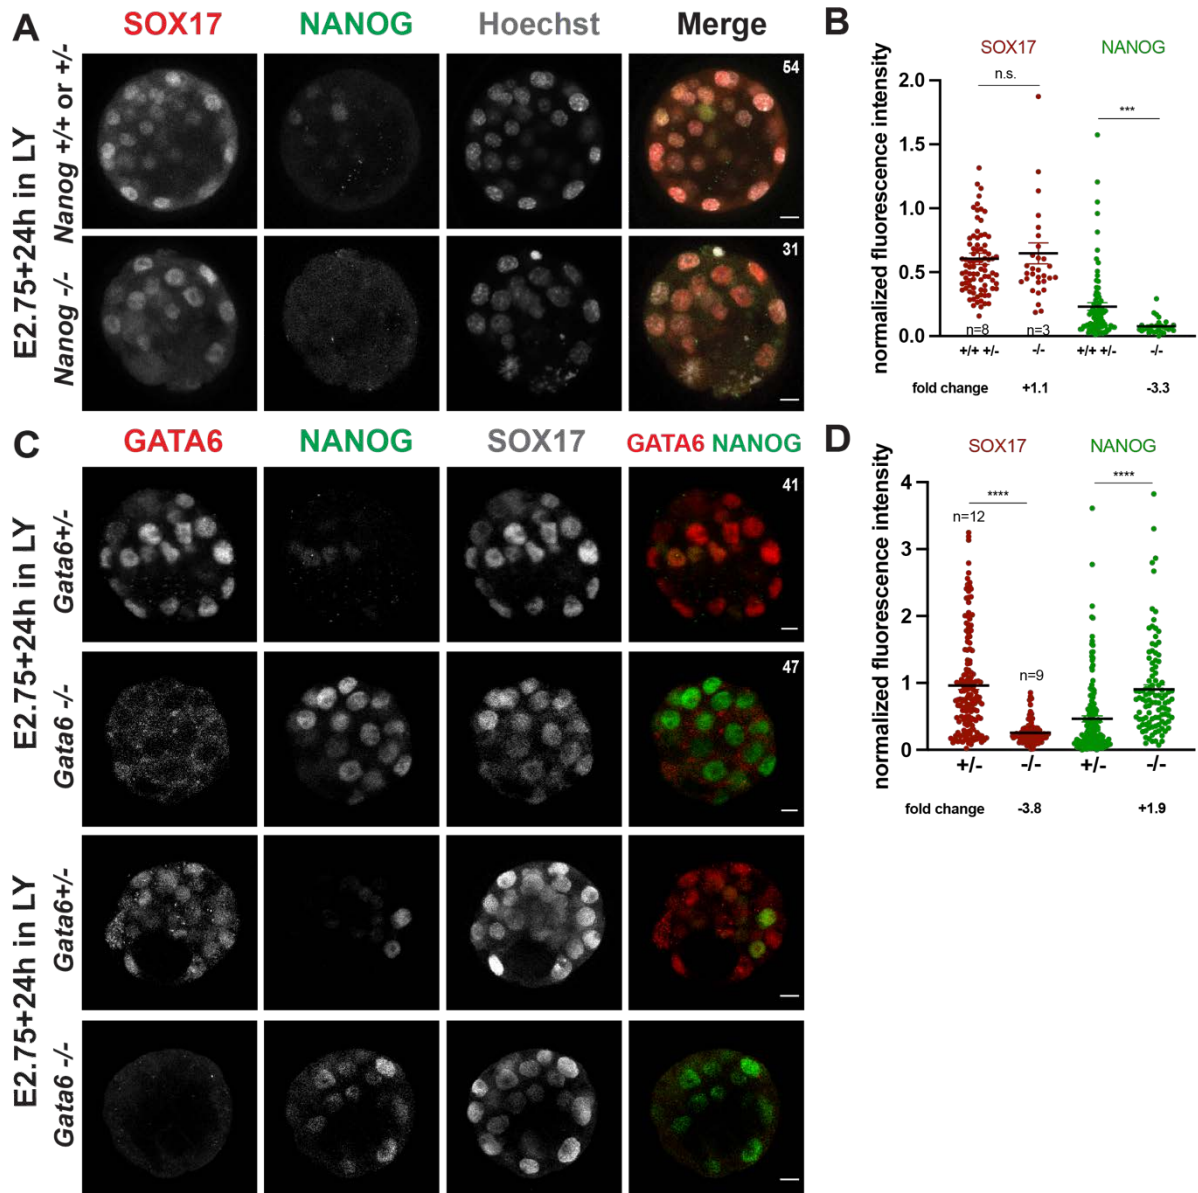 A
SOX17 NANOG Hoechst Merge
E2.75+24h in LY
Nanog +/+ or +/-
54
Nanog -/-
31
B
SOX17 NANOG
normalized fluorescence intensity
n.s.
***
2.0
1.5
1.0
0.5
0.0
n=8 n=3
+/+ +/- -/- +/+ +/- -/-
fold change +1.1 -3.3
C
GATA6 NANOG SOX17 GATA6 NANOG
E2.75+24h in LY
Gata6+/-
41
Gata6 -/-
47
E2.75+24h in LY
Gata6+/-
Gata6 -/-
D
SOX17 NANOG
normalized fluorescence intensity
**** ****
n=12
n=9
4
3
2
1
0
+/- -/- +/- -/-
fold change -3.8 +1.9